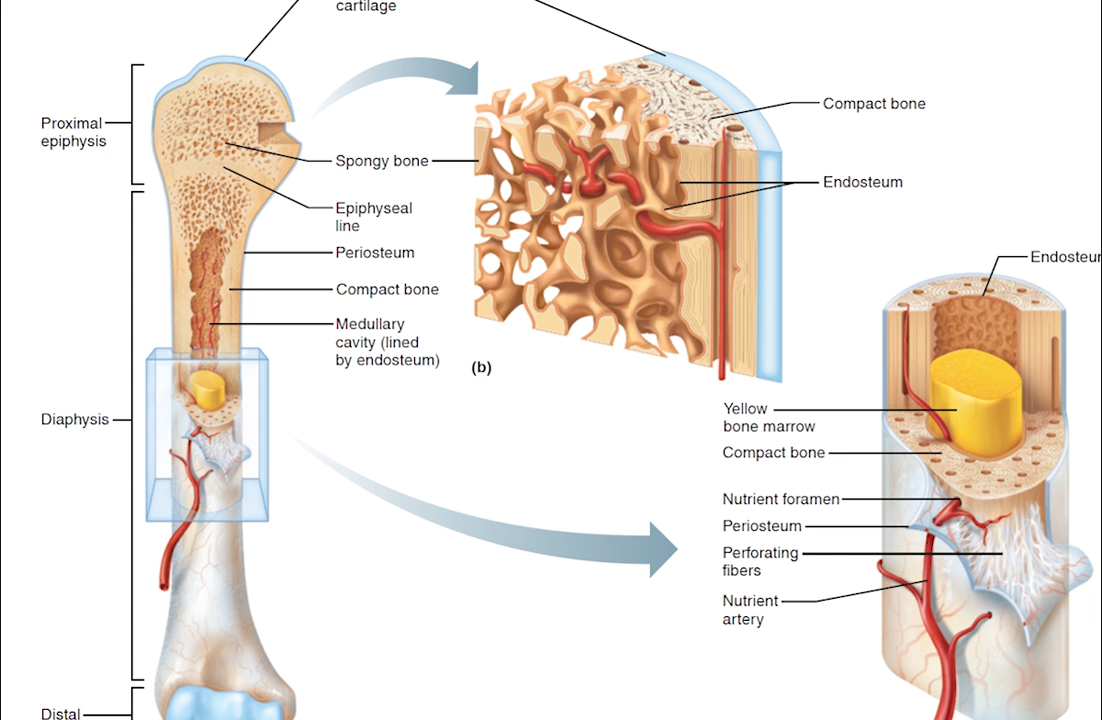 cartilage
Proximal
epiphysis
Spongy bone
Epiphyseal
line
Periosteum
Compact bone
Medullary
cavity (lined
by endosteum)
Diaphysis
Distal
(b)
Compact bone
Endosteum
Endosteu
Yellow
bone marrow
Compact bone
Nutrient foramen
Periosteum
Perforating
fibers
Nutrient
artery